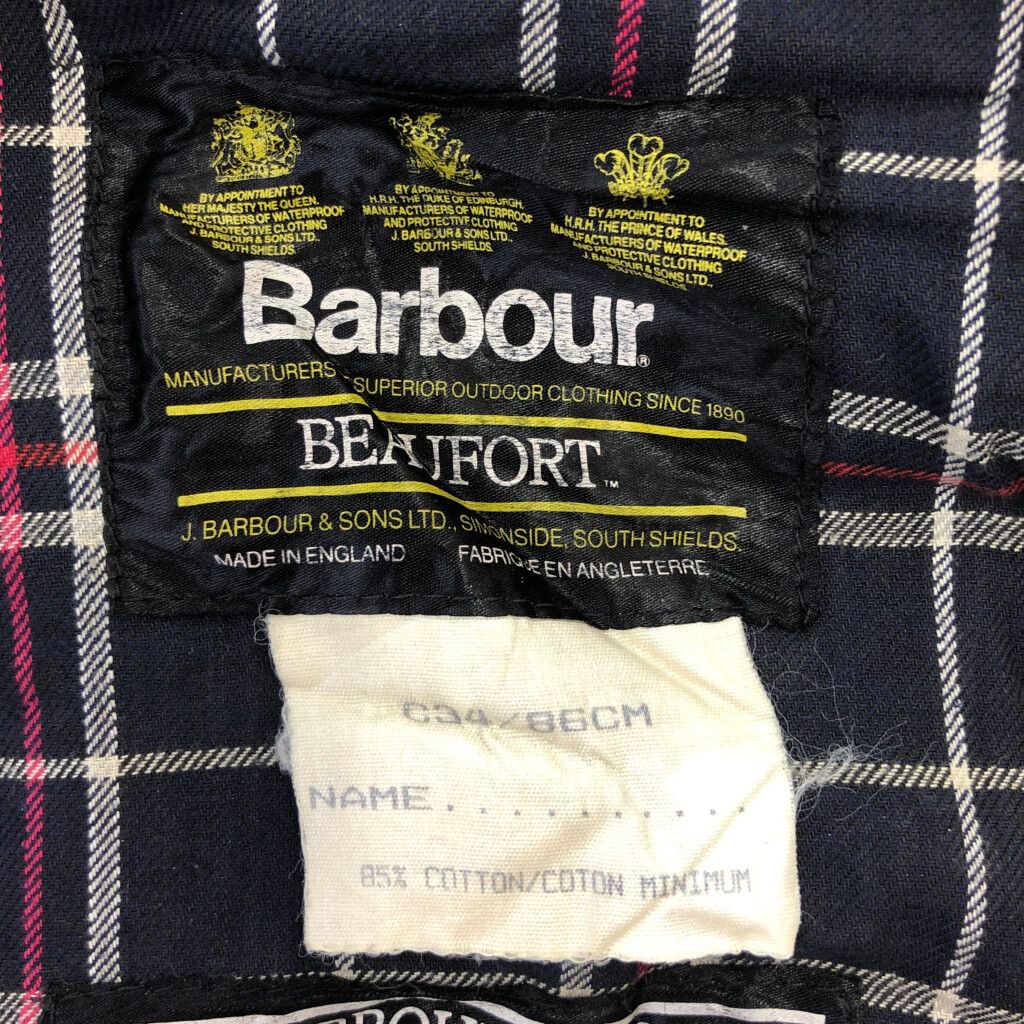 BY APPOINTMENT TO
HER MAJESTY THE QUEEN.
MANUFACTURERS OF WATERPROOF
AND PROTECTIVE CLOTHING
J. BARBOUR & SONS LTD.,
SOUTH SHIELDS.
BY APPOINTMENT TO
H.R.H. THE DUKE OF EDINBURGH.
MANUFACTURERS OF WATERPROOF
AND PROTECTIVE CLOTHING
J. BARBOUR & SONS LTD.,
SOUTH SHIELDS.
BY APPOINTMENT TO
H.R.H. THE PRINCE OF WALES.
MANUFACTURERS OF WATERPROOF
AND PROTECTIVE CLOTHING
J. BARBOUR & SONS LTD.,
SOUTH SHIELDS.
Barbour®
MANUFACTURERS SUPERIOR OUTDOOR CLOTHING SINCE 1890
BEAUFORT™
J. BARBOUR & SONS LTD., SIMONSIDE, SOUTH SHIELDS.
MADE IN ENGLAND FABRIQUE EN ANGLETERRE
C34/86CM
NAME..........
85% COTTON/COTON MINIMUM